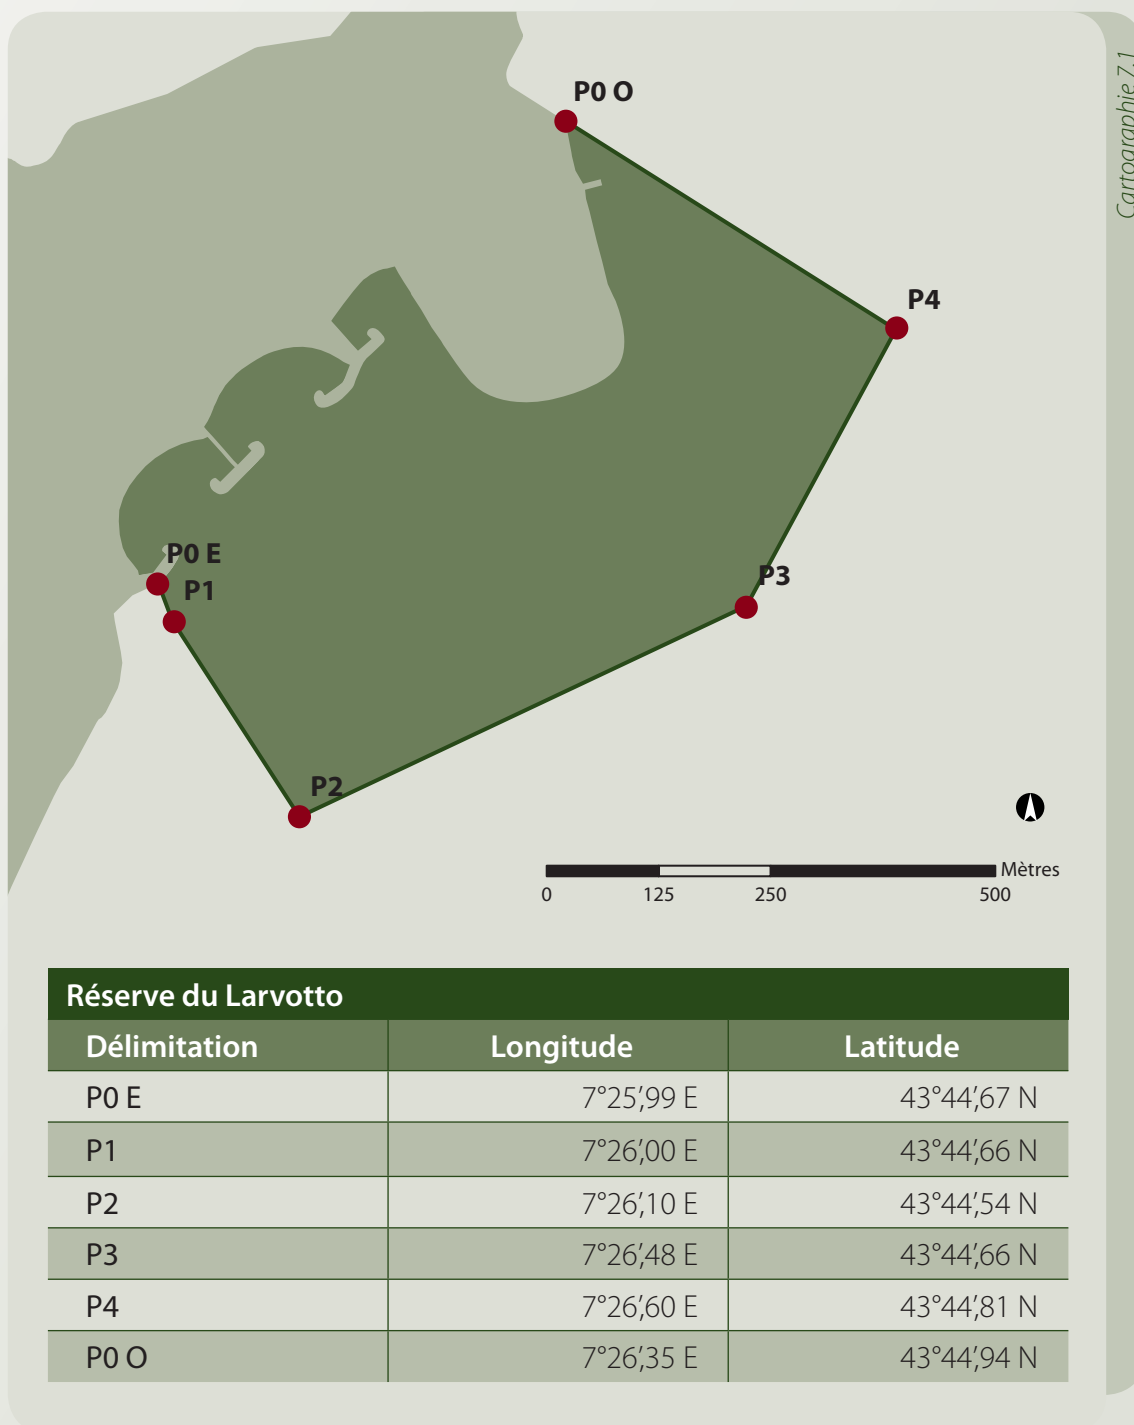 Cartographie 7.1
P0 O
P4
P0 E
P1
P3
P2
Mètres
0 125 250 500
Réserve du Larvotto
Délimitation Longitude Latitude
P0 E 7°25',99 E 43°44',67 N
P1 7°26',00 E 43°44',66 N
P2 7°26',10 E 43°44',54 N
P3 7°26',48 E 43°44',66 N
P4 7°26',60 E 43°44',81 N
P0 O 7°26',35 E 43°44',94 N